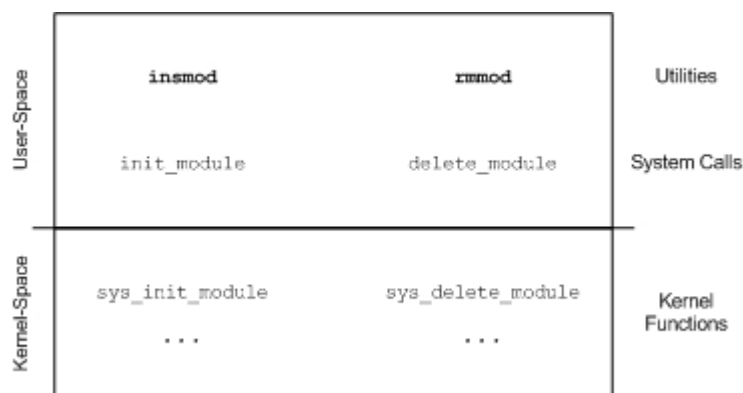 User-Space
insmod
rmmod
Utilities
init_module
delete_module
System Calls
Kernel-Space
sys_init_module
sys_delete_module
Kernel
Functions
...
...